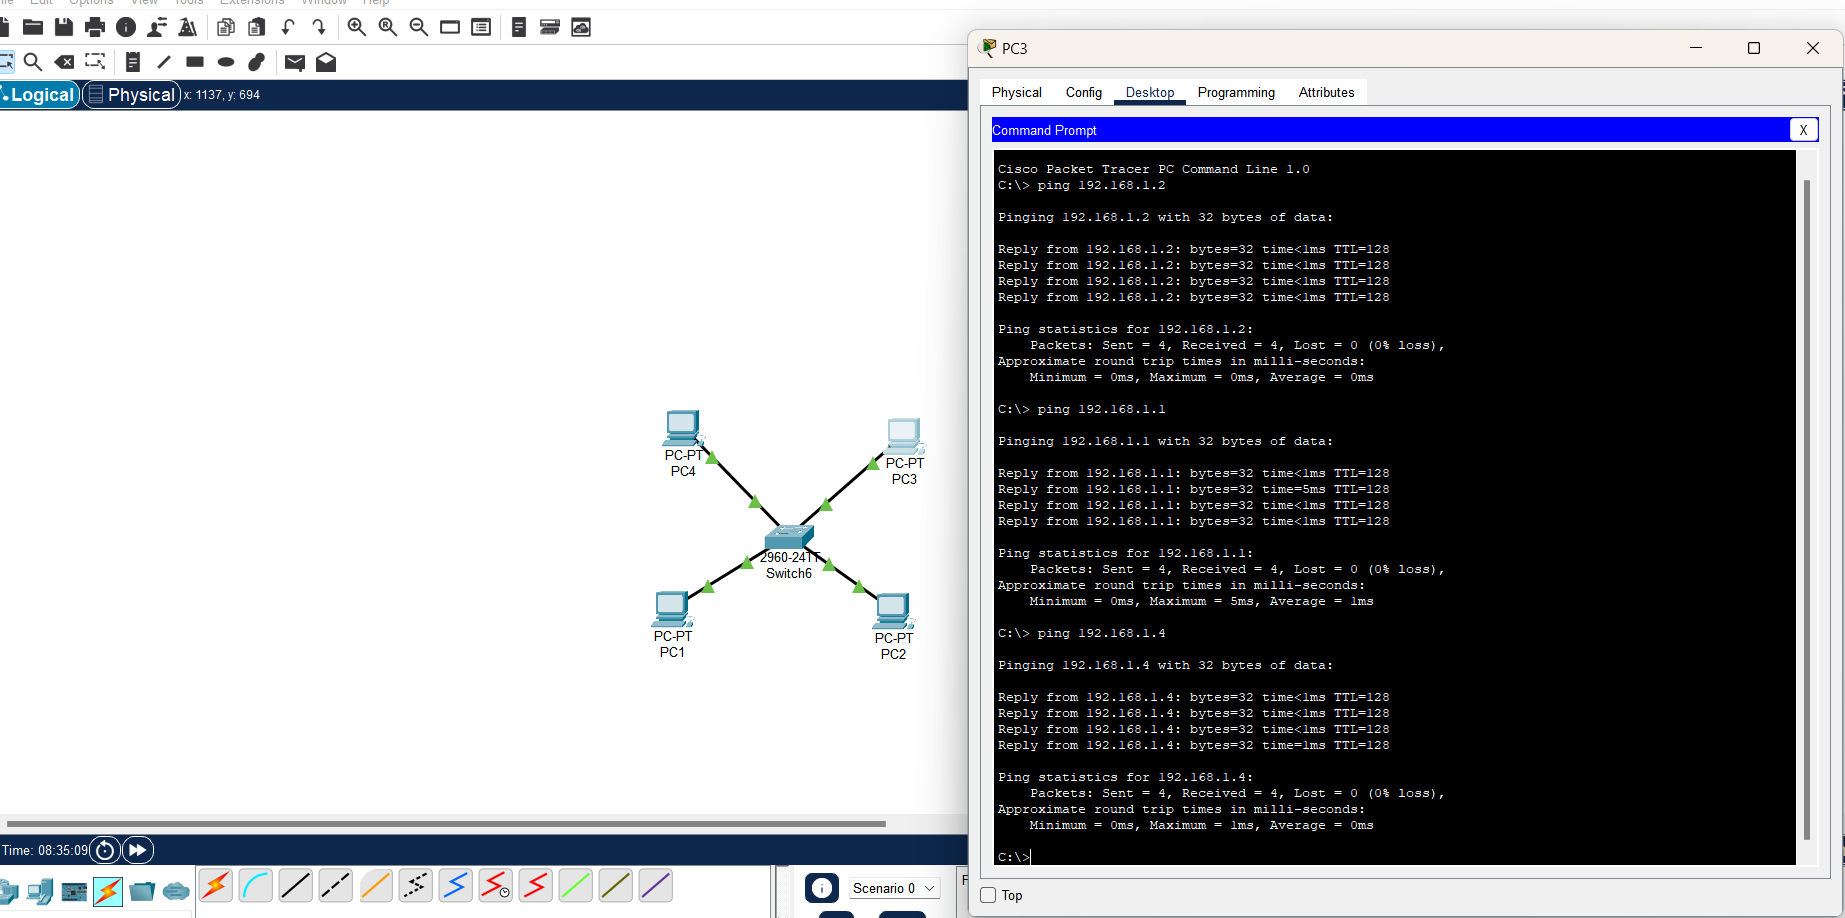 Edit Options View Tools Extensions Window Help
Logical
Physical
x: 1137, y: 694
PC-PT
PC4
PC-PT
PC3
2960-24TT
Switch6
PC-PT
PC1
PC-PT
PC2
Time: 08:35:09
Scenario 0
PC3
Physical Config Desktop Programming Attributes
Command Prompt
X
Cisco Packet Tracer PC Command Line 1.0
C:\> ping 192.168.1.2
Pinging 192.168.1.2 with 32 bytes of data:
Reply from 192.168.1.2: bytes=32 time<1ms TTL=128
Reply from 192.168.1.2: bytes=32 time<1ms TTL=128
Reply from 192.168.1.2: bytes=32 time<1ms TTL=128
Reply from 192.168.1.2: bytes=32 time<1ms TTL=128
Ping statistics for 192.168.1.2:
Packets: Sent = 4, Received = 4, Lost = 0 (0% loss),
Approximate round trip times in milli-seconds:
Minimum = 0ms, Maximum = 0ms, Average = 0ms
C:\> ping 192.168.1.1
Pinging 192.168.1.1 with 32 bytes of data:
Reply from 192.168.1.1: bytes=32 time<1ms TTL=128
Reply from 192.168.1.1: bytes=32 time=5ms TTL=128
Reply from 192.168.1.1: bytes=32 time<1ms TTL=128
Reply from 192.168.1.1: bytes=32 time<1ms TTL=128
Ping statistics for 192.168.1.1:
Packets: Sent = 4, Received = 4, Lost = 0 (0% loss),
Approximate round trip times in milli-seconds:
Minimum = 0ms, Maximum = 5ms, Average = 1ms
C:\> ping 192.168.1.4
Pinging 192.168.1.4 with 32 bytes of data:
Reply from 192.168.1.4: bytes=32 time<1ms TTL=128
Reply from 192.168.1.4: bytes=32 time<1ms TTL=128
Reply from 192.168.1.4: bytes=32 time<1ms TTL=128
Reply from 192.168.1.4: bytes=32 time=1ms TTL=128
Ping statistics for 192.168.1.4:
Packets: Sent = 4, Received = 4, Lost = 0 (0% loss),
Approximate round trip times in milli-seconds:
Minimum = 0ms, Maximum = 1ms, Average = 0ms
C:\>
Top